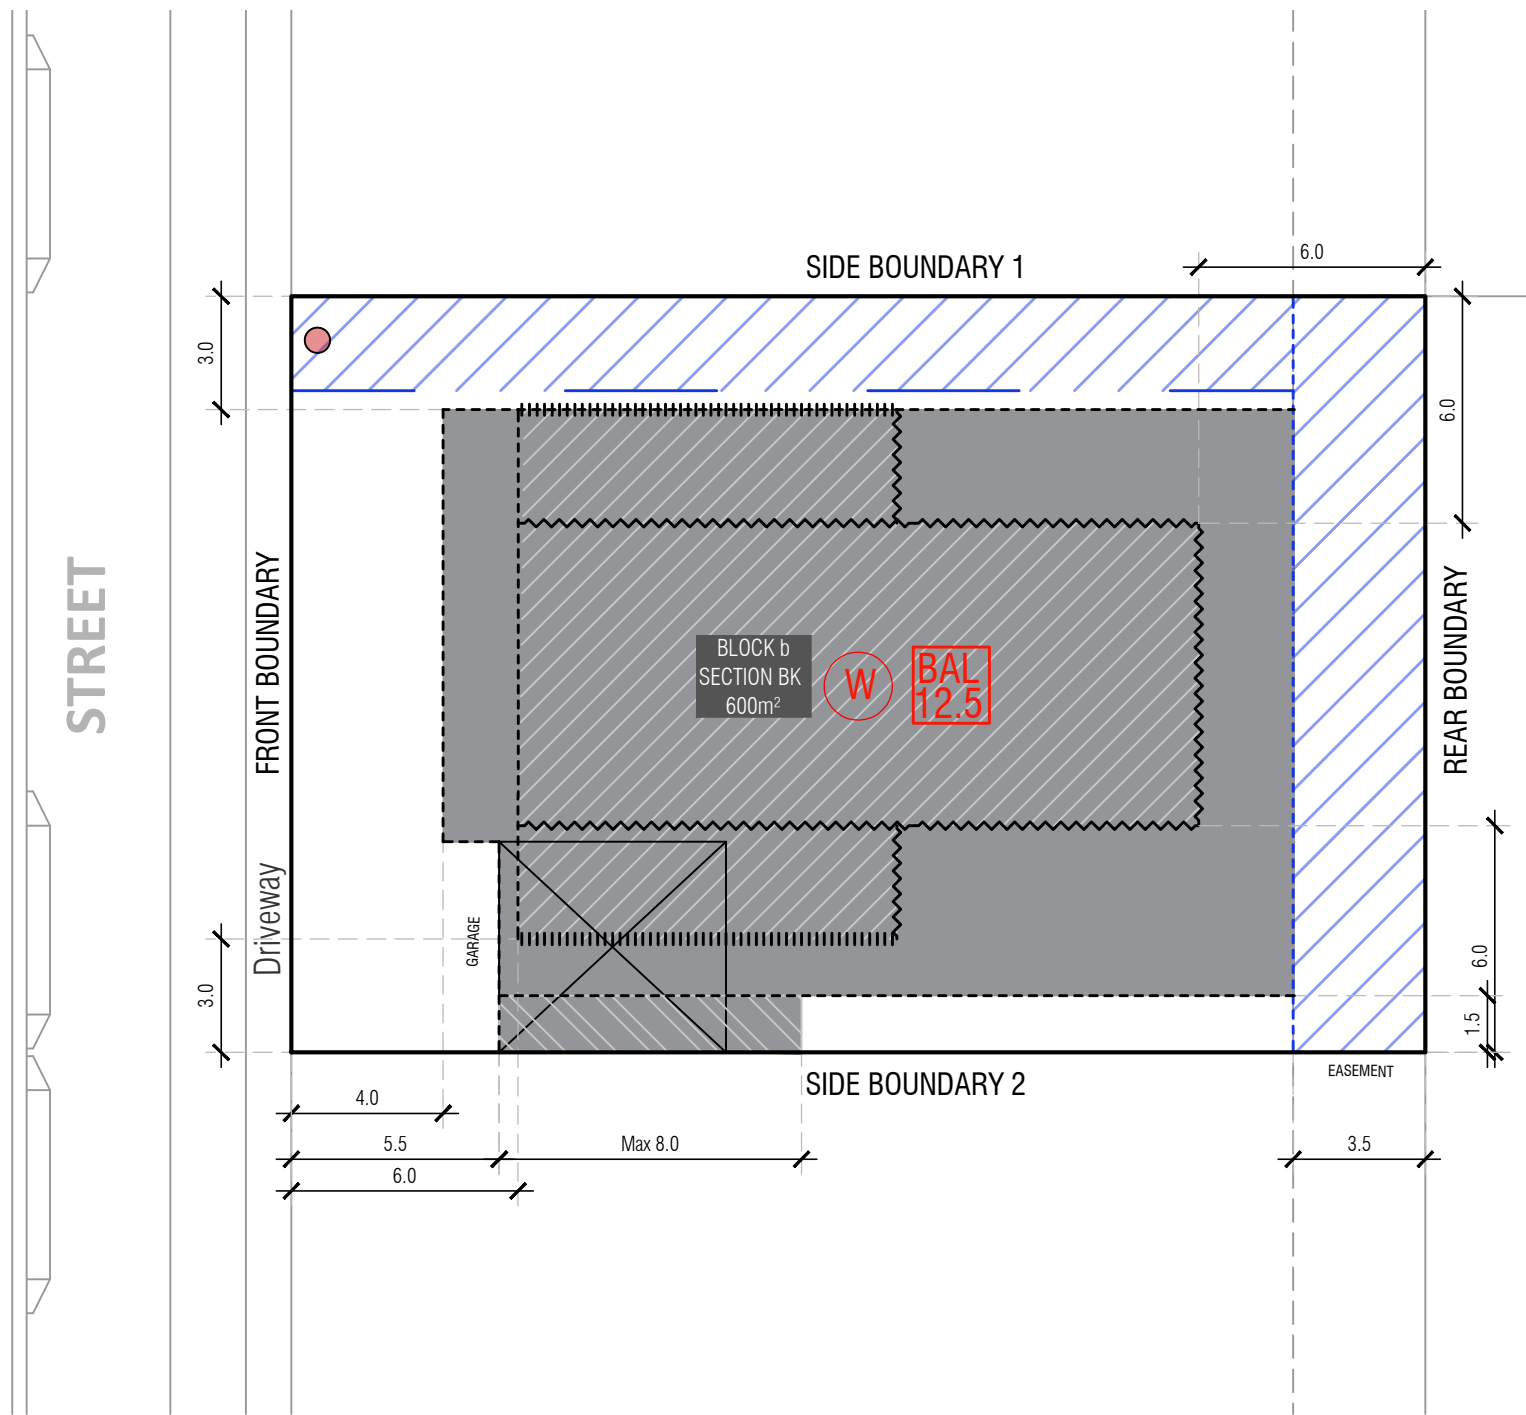 6.0
SIDE BOUNDARY 1
3.0
6.0
STREET
FRONT BOUNDARY
BLOCK b
SECTION BK
600m²
W
BAL
12.5
REAR BOUNDARY
Driveway
GARAGE
3.0
6.0
1.5
EASEMENT
SIDE BOUNDARY 2
4.0
5.5
Max 8.0
3.5
6.0